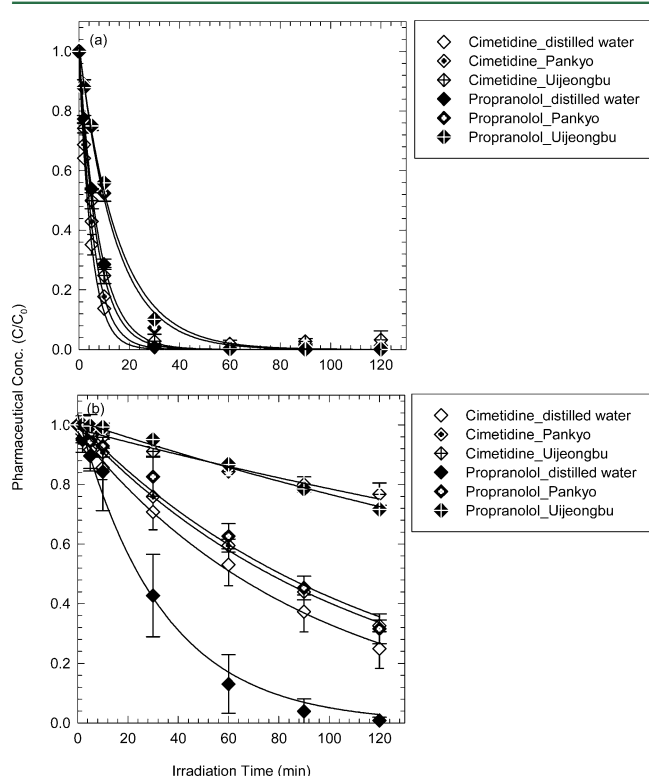 (a)
1.0
0.8
0.6
0.4
0.2
0.0
0 20 40 60 80 100 120
Cimetidine_distilled water
Cimetidine_Pankyo
Cimetidine_Uijeongbu
Propranolol_distilled water
Propranolol_Pankyo
Propranolol_Uijeongbu
Pharmaceutical Conc. (C/C0)
(b)
1.0
0.8
0.6
0.4
0.2
0.0
0 20 40 60 80 100 120
Cimetidine_distilled water
Cimetidine_Pankyo
Cimetidine_Uijeongbu
Propranolol_distilled water
Propranolol_Pankyo
Propranolol_Uijeongbu
Irradiation Time (min)